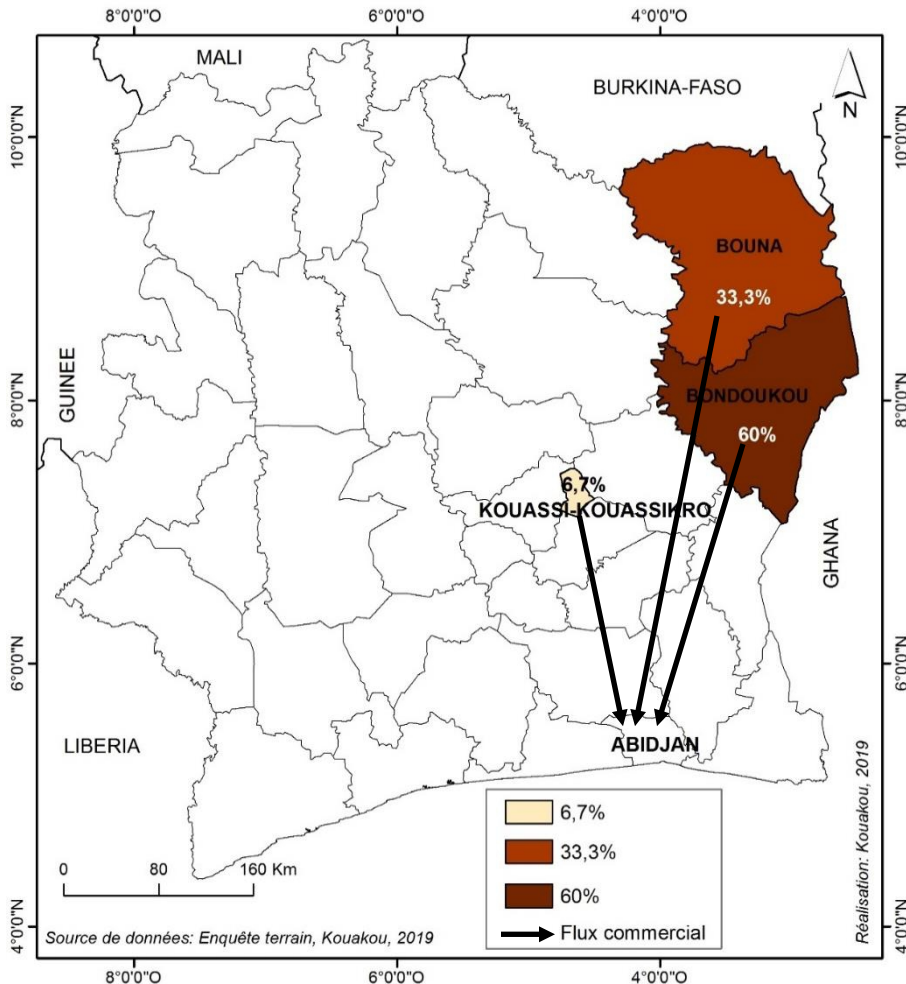 8°0'0"O 6°0'0"O 4°0'0"O
MALI
BURKINA-FASO
N
10°0'0"N 10°0'0"N
BOUNA
33,3%
GUINEE
8°0'0"N 8°0'0"N
BONDOUKOU
60%
6,7%
KOUASSI-KOUASSIKRO
GHANA
6°0'0"N 6°0'0"N
LIBERIA
ABIDJAN
6,7%
33,3%
60%
Flux commercial
0 80 160 Km
Réalisation: Kouakou, 2019
4°0'0"N 4°0'0"N
Source de données: Enquête terrain, Kouakou, 2019
8°0'0"O 6°0'0"O 4°0'0"O